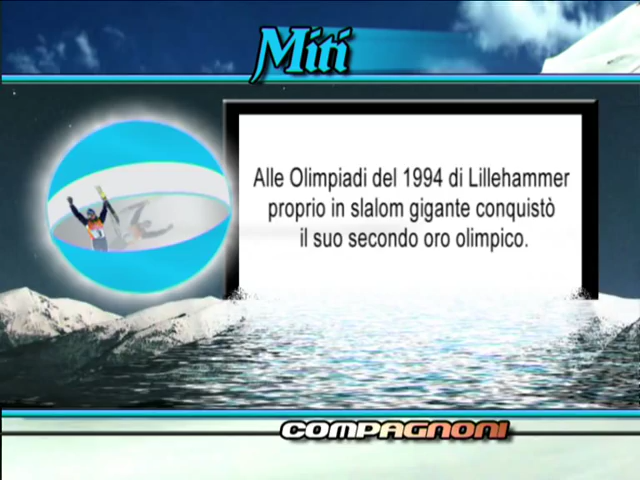 Miti
Alle Olimpiadi del 1994 di Lillehammer
proprio in slalom gigante conquistò
il suo secondo oro olimpico.
COMPAGNONI